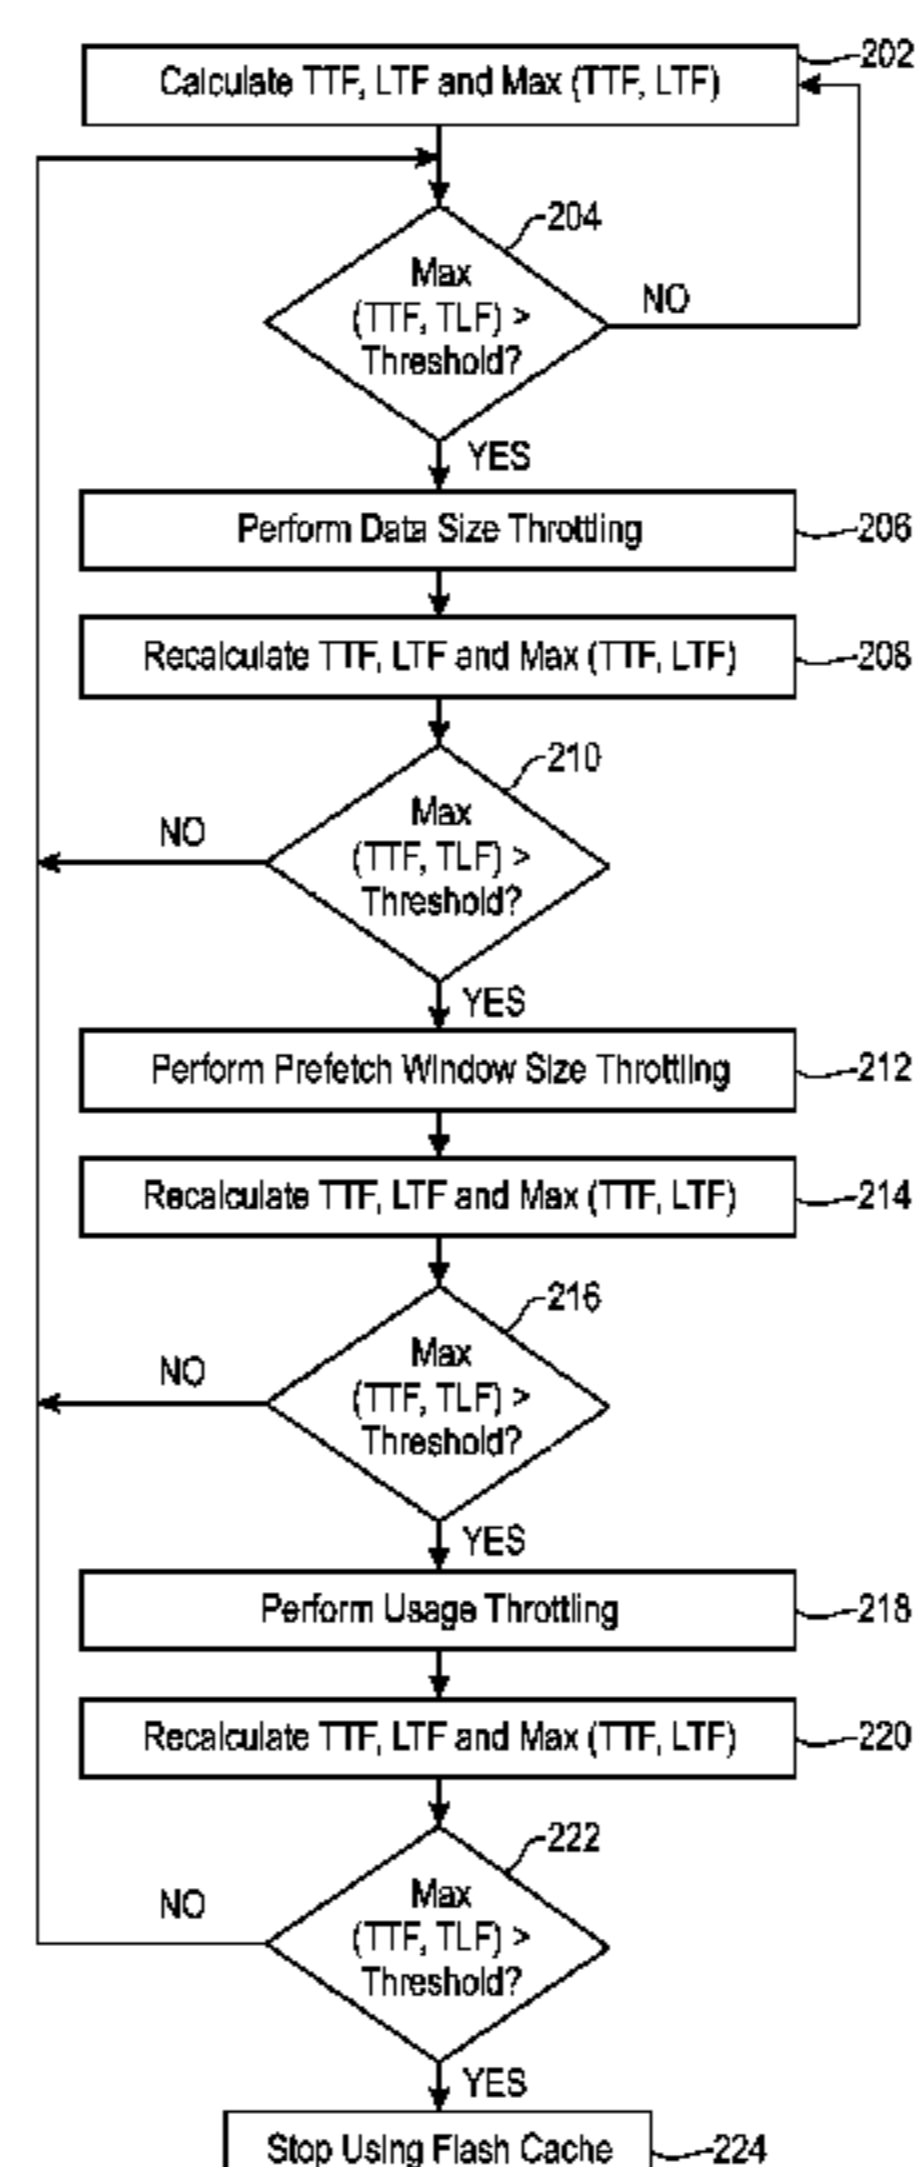 Calculate TTF, LTF and Max (TTF, LTF)
202
204
Max
(TTF, TLF) >
Threshold?
NO
YES
Perform Data Size Throttling
206
Recalculate TTF, LTF and Max (TTF, LTF)
208
210
Max
(TTF, TLF) >
Threshold?
NO
YES
Perform Prefetch Window Size Throttling
212
Recalculate TTF, LTF and Max (TTF, LTF)
214
216
Max
(TTF, TLF) >
Threshold?
NO
YES
Perform Usage Throttling
218
Recalculate TTF, LTF and Max (TTF, LTF)
220
222
Max
(TTF, TLF) >
Threshold?
NO
YES
Stop Using Flash Cache
224